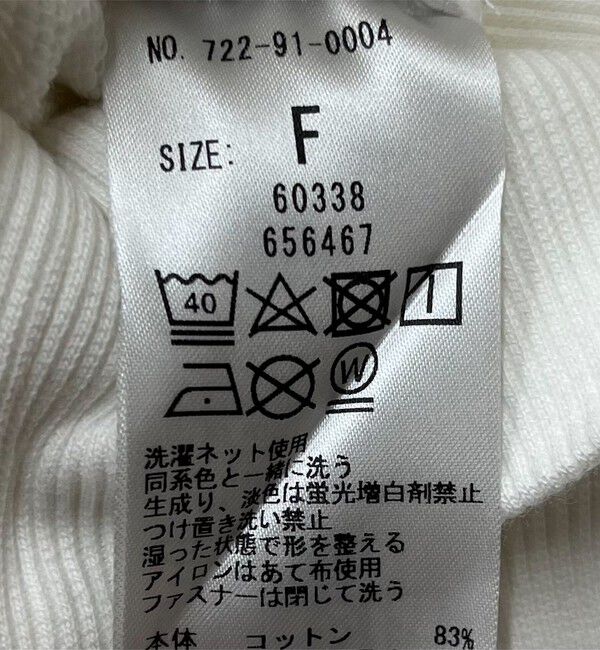 NO. 722-91-0004
SIZE: F
60338
656467
40
W
洗濯ネット使用
同系色と一緒に洗う
生成り、淡色は蛍光増白剤禁止
つけ置き洗い禁止
湿った状態で形を整える
アイロンはあて布使用
ファスナーは閉じて洗う
本体 コットン 83%